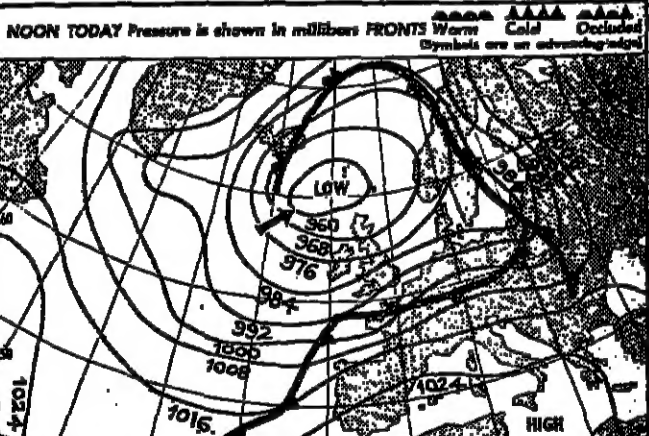 NOON TODAY Pressure is shown in millibars FRONTS Warm Cold Occluded
(Symbols are on advancing edge)
LOW
960
968
976
984
992
1000
1008
1016.
1024
1024
HIGH